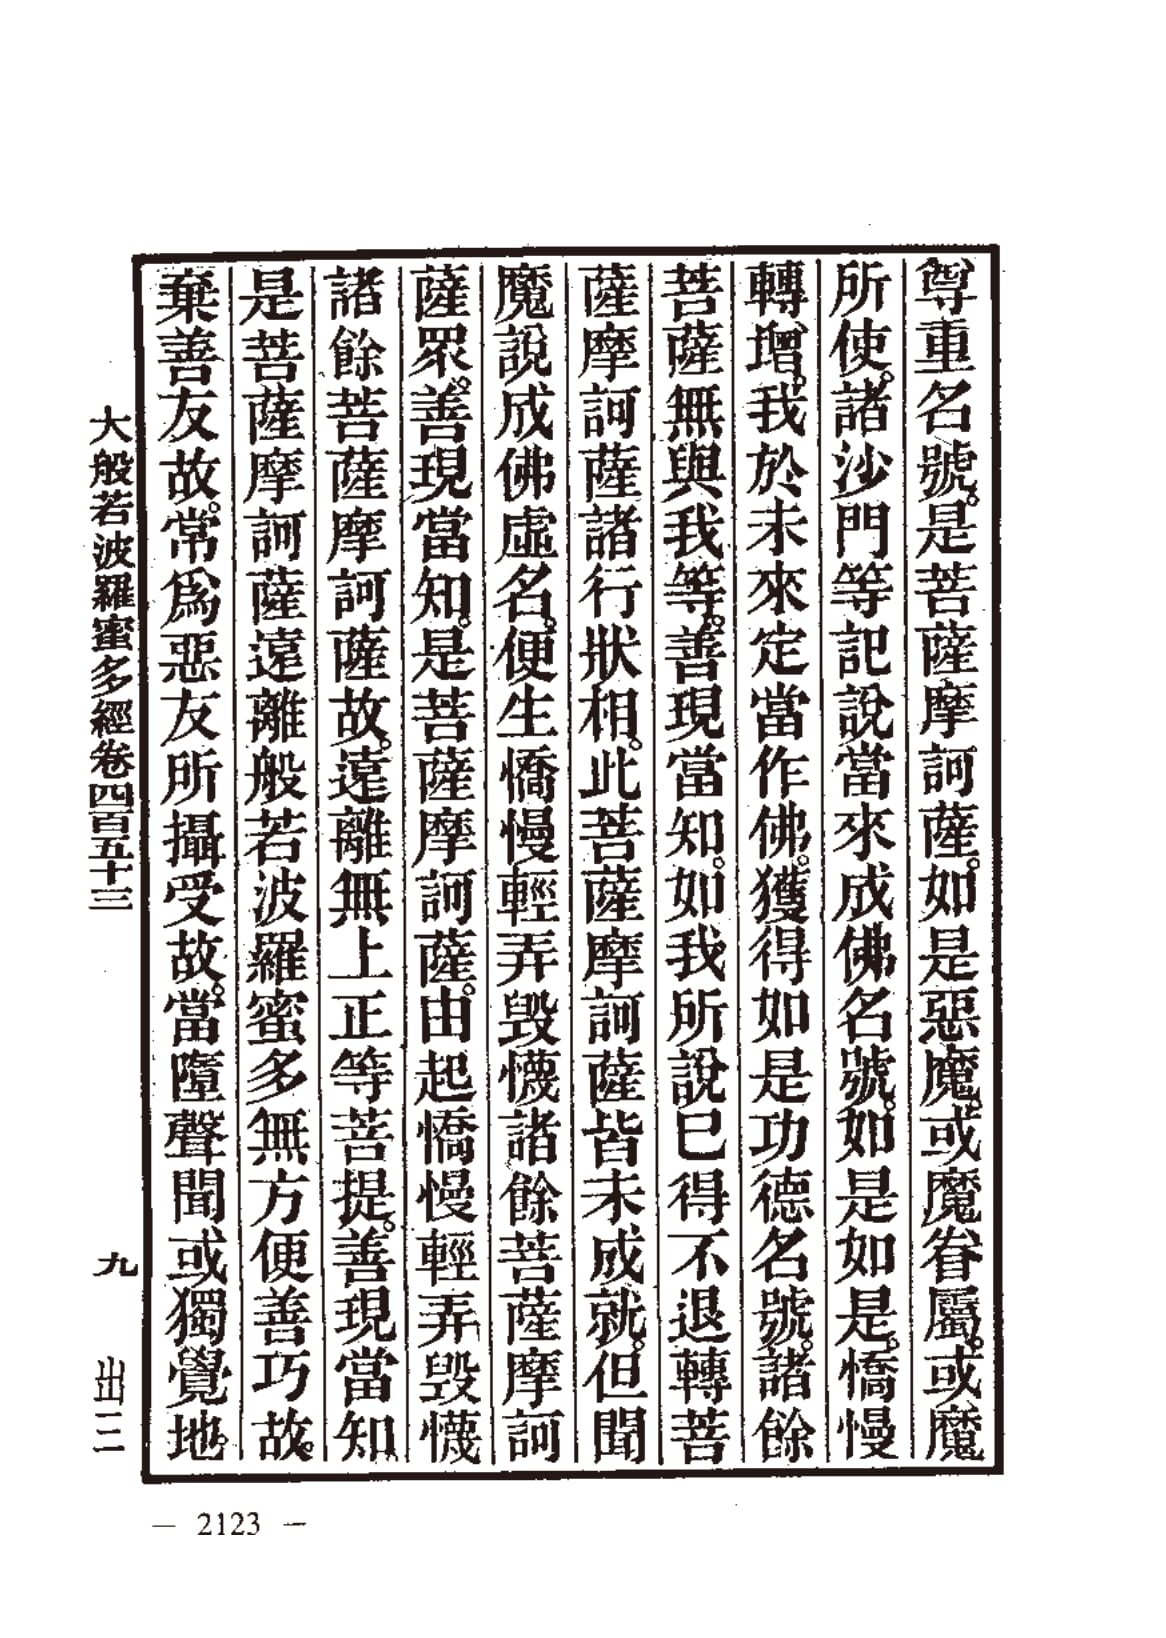 尊重名號。是菩薩摩訶薩。如是惡魔。或魔眷屬。或魔
所使。諸沙門等記說當來成佛名號。如是如是。憍慢
轉增。我於未來定當作佛。獲得如是功德名號。諸餘
菩薩無與我等。善現當知。如我所說已得不退轉菩
薩摩訶薩諸行狀相。此菩薩摩訶薩皆未成就。但聞
魔說成佛虛名。便生憍慢輕弄毀懱諸餘菩薩摩訶
薩眾。善現當知。是菩薩摩訶薩。由起憍慢輕弄毀懱
諸餘菩薩摩訶薩故。遠離無上正等菩提。善現當知
是菩薩摩訶薩遠離般若波羅蜜多無方便善巧故。
棄善友故。常為惡友所攝受故。當墮聲聞或獨覺地。
大般若波羅蜜多經卷四百五十三 九 丗二
— 2123 —